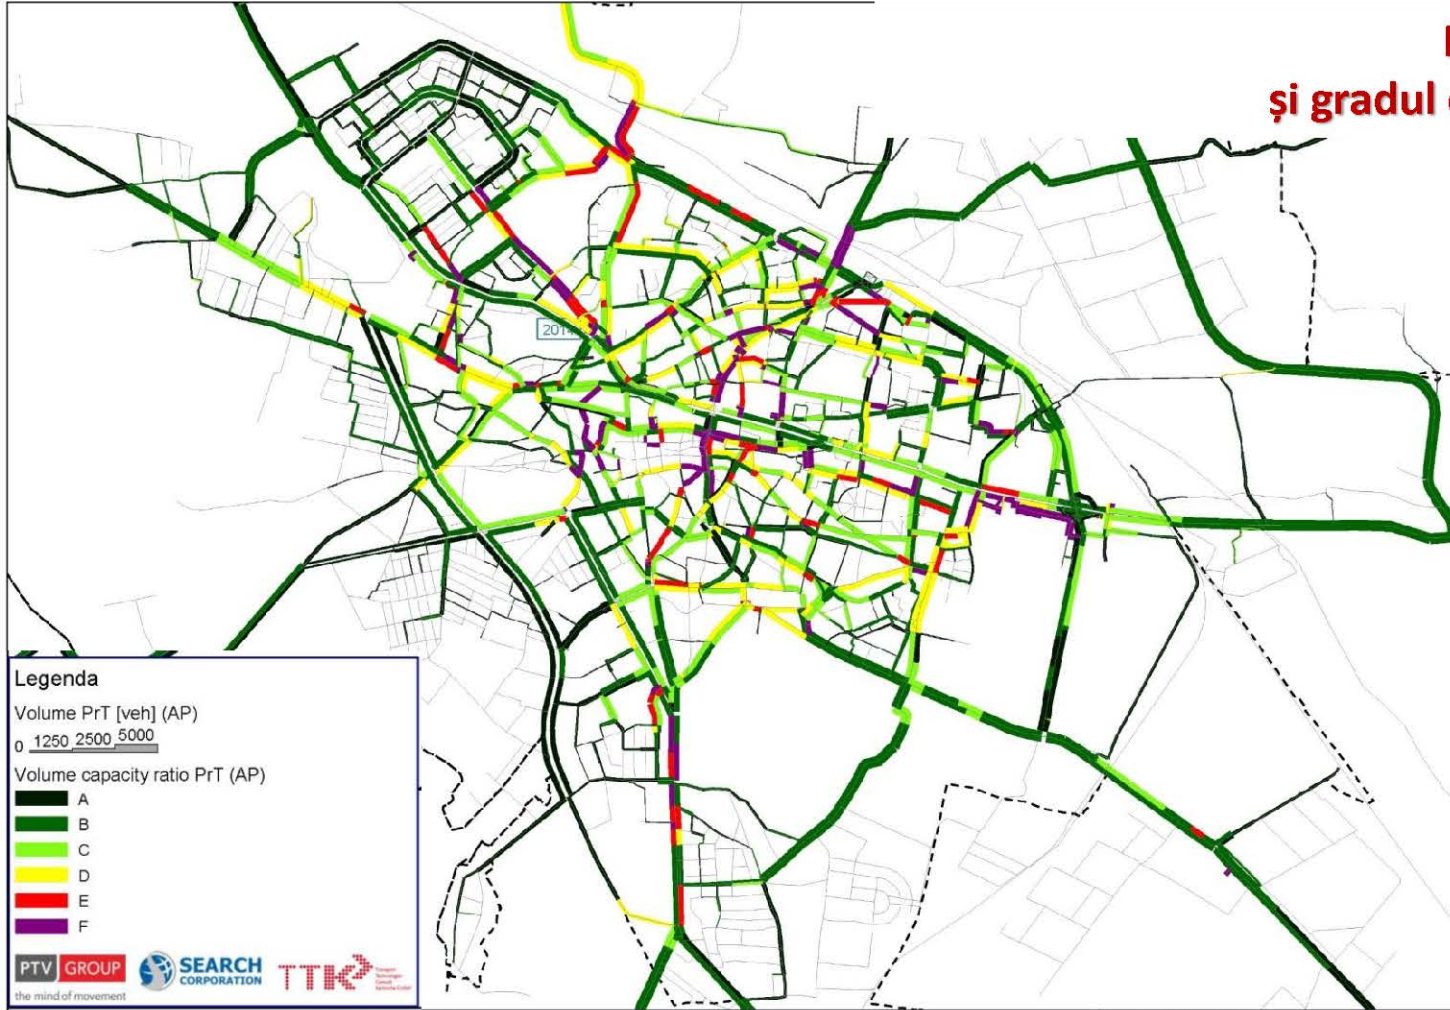 și gradul
2014
Legenda
Volume PrT [veh] (AP)
0 1250 2500 5000
Volume capacity ratio PrT (AP)
A
B
C
D
E
F
PTV GROUP
the mind of movement
SEARCH
CORPORATION
TTK